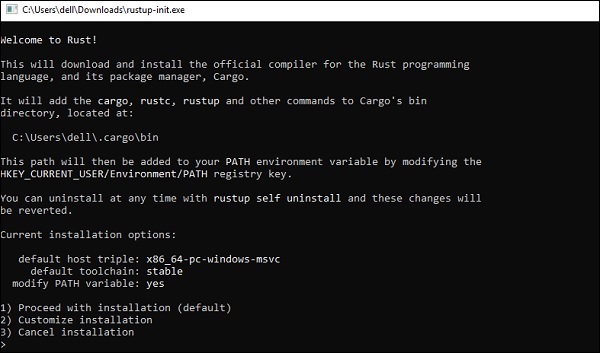 C:\Users\dell\Downloads\rustup-init.exe
Welcome to Rust!
This will download and install the official compiler for the Rust programming
language, and its package manager, Cargo.
It will add the cargo, rustc, rustup and other commands to Cargo's bin
directory, located at:
C:\Users\dell\.cargo\bin
This path will then be added to your PATH environment variable by modifying the
HKEY_CURRENT_USER/Environment/PATH registry key.
You can uninstall at any time with rustup self uninstall and these changes will
be reverted.
Current installation options:
default host triple: x86_64-pc-windows-msvc
default toolchain: stable
modify PATH variable: yes
1) Proceed with installation (default)
2) Customize installation
3) Cancel installation
>